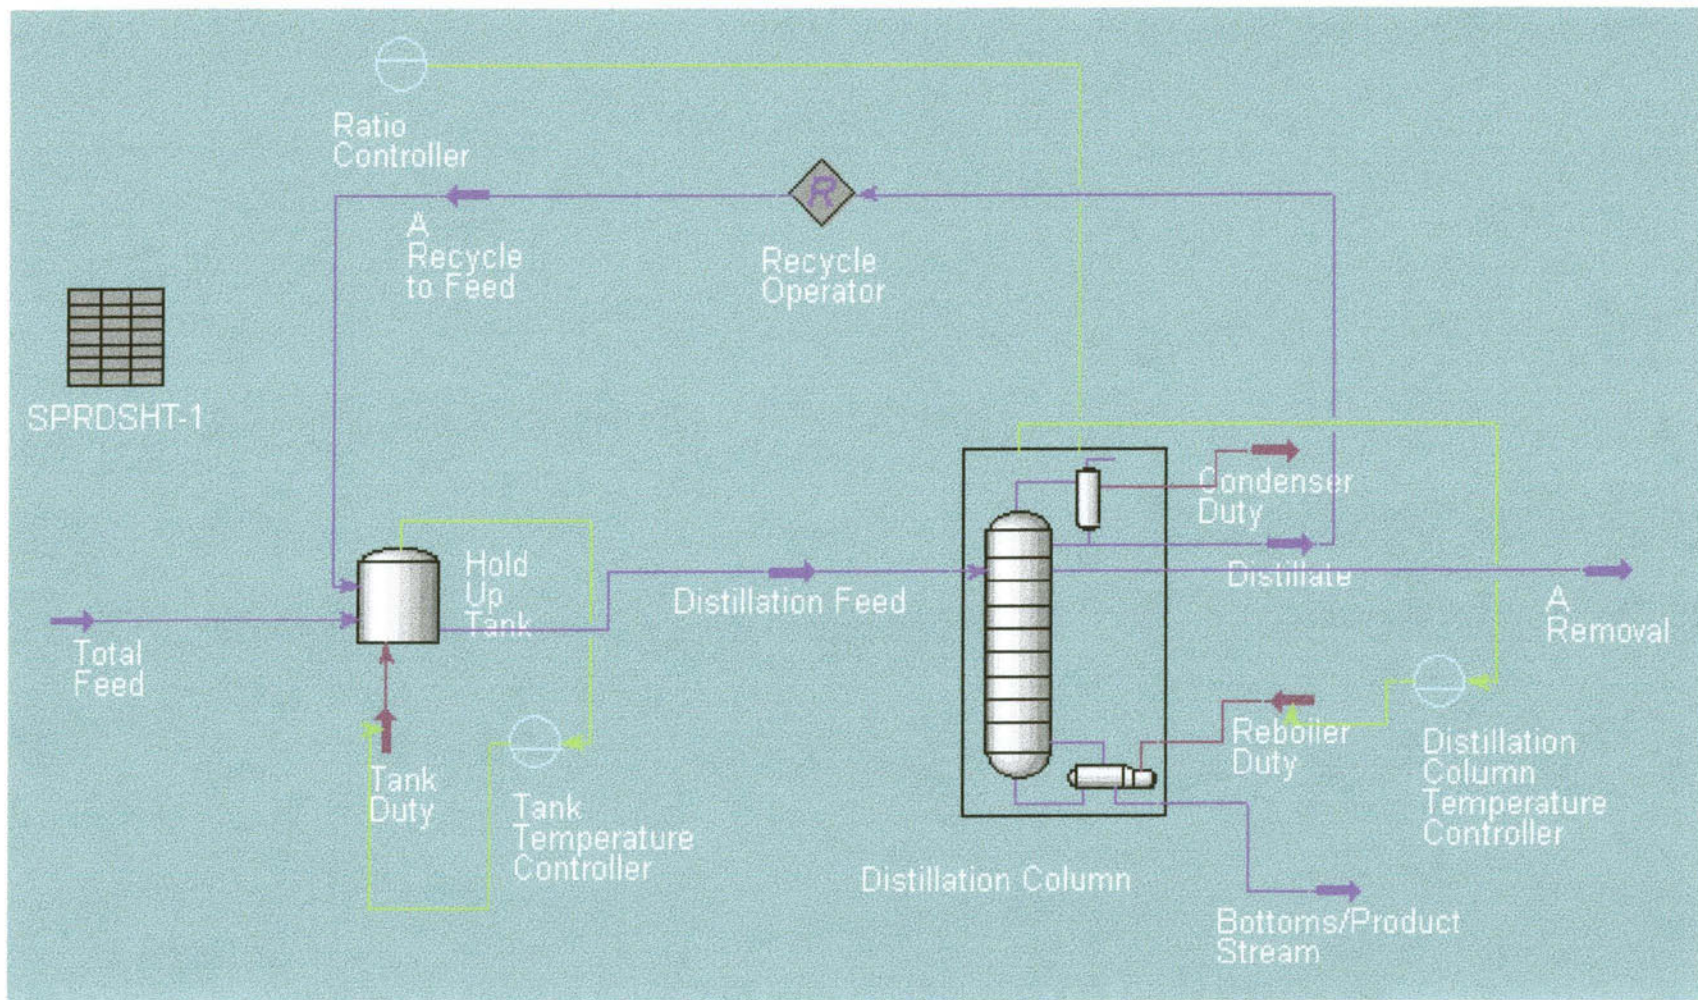 Ratio
Controller
R
A
Recycle
to Feed
Recycle
Operator
SPRDSHT-1
Condenser
Duty
Hold
Up
Tank
Distillation Feed
Distillate
A
Removal
Total
Feed
Tank
Duty
Tank
Temperature
Controller
Reboiler
Duty
Distillation
Column
Temperature
Controller
Distillation Column
Bottoms/Product
Stream